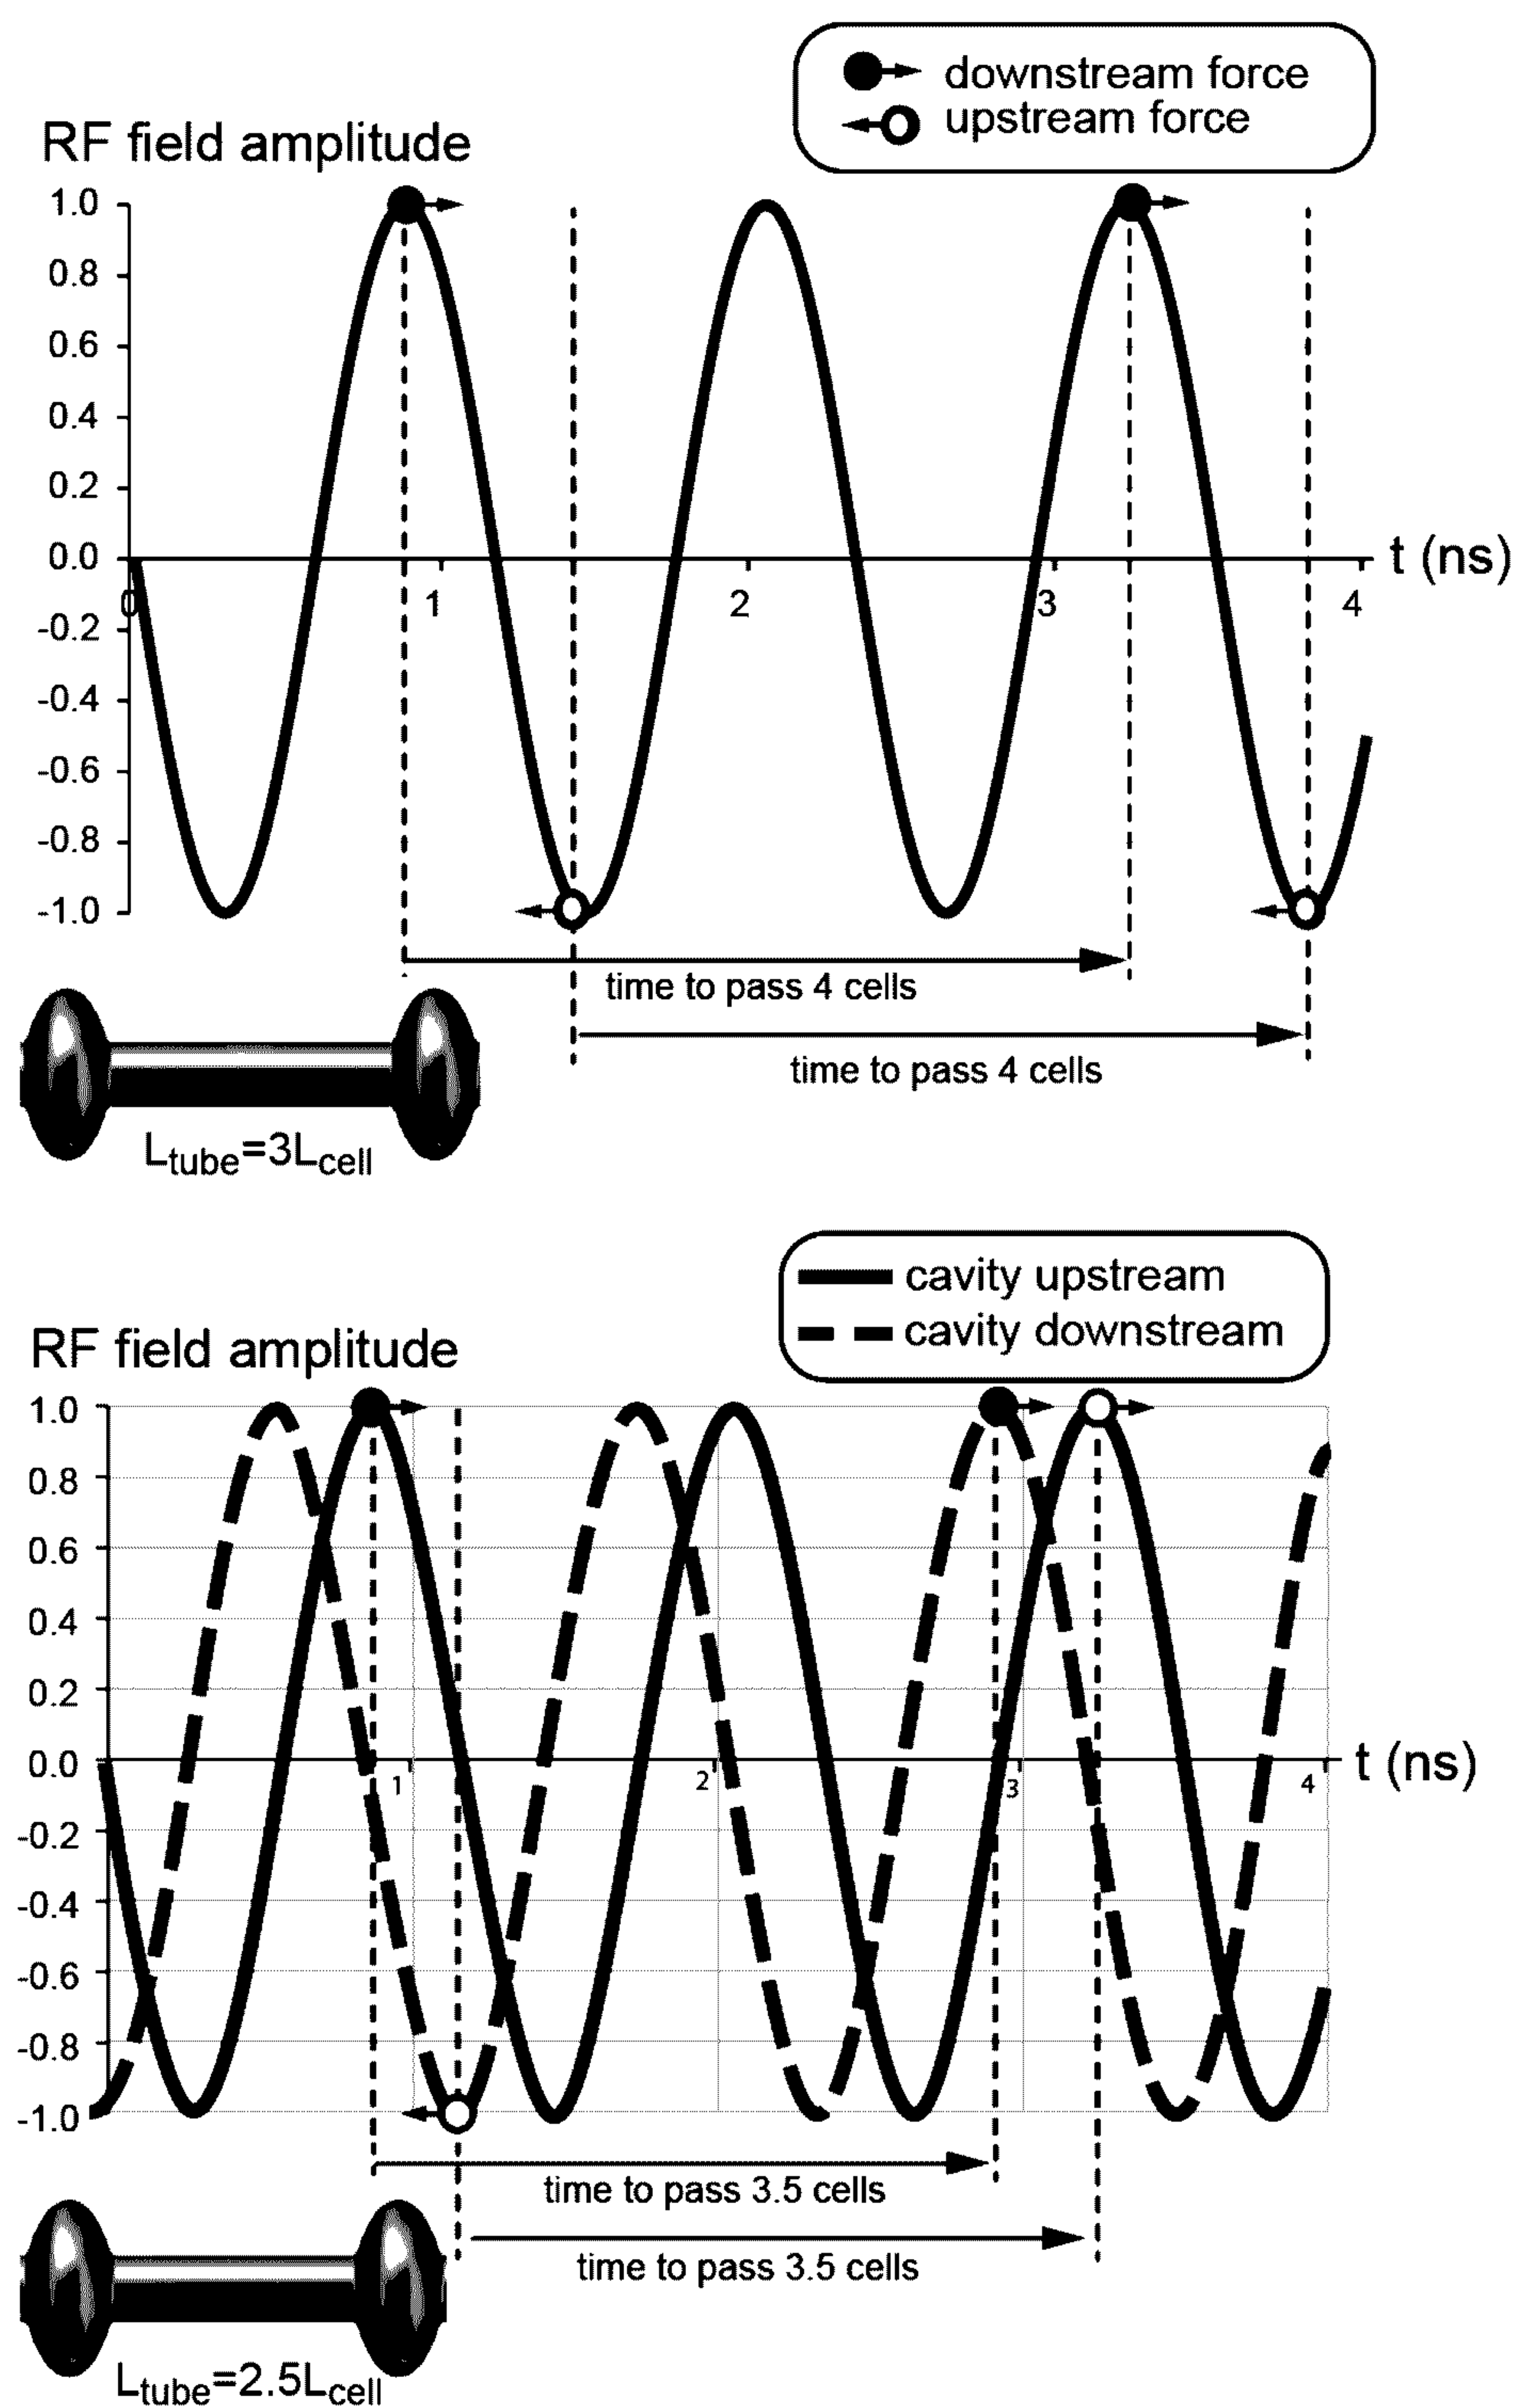 downstream force
upstream force
RF field amplitude
1.0
0.8
0.6
0.4
0.2
0.0
-0.2
-0.4
-0.6
-0.8
-1.0
0
1
2
3
4
t (ns)
time to pass 4 cells
time to pass 4 cells
Ltube=3Lcell
cavity upstream
cavity downstream
RF field amplitude
1.0
0.8
0.6
0.4
0.2
0.0
-0.2
-0.4
-0.6
-0.8
-1.0
1
2
3
4
t (ns)
time to pass 3.5 cells
time to pass 3.5 cells
Ltube=2.5Lcell